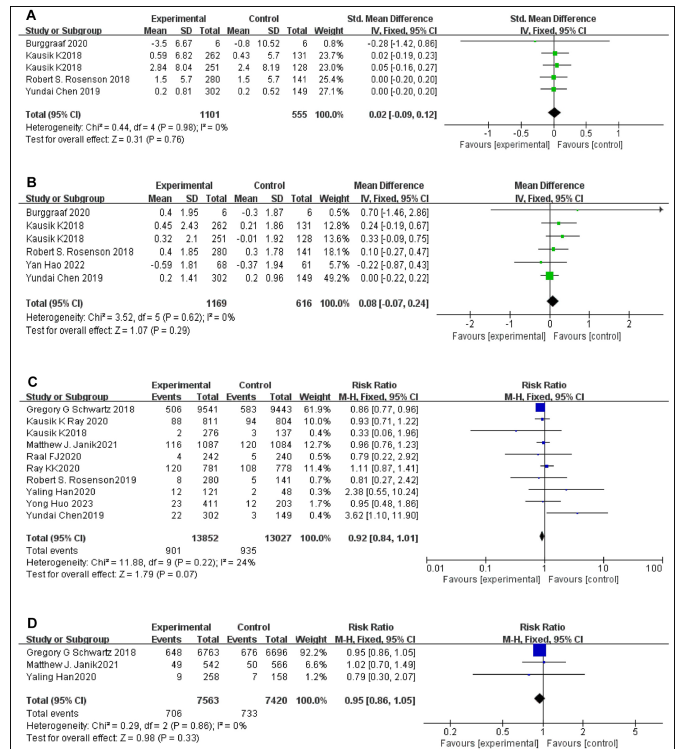 A
Experimental Control Std. Mean Difference Std. Mean Difference
Study or Subgroup Mean SD Total Mean SD Total Weight IV, Fixed, 95% CI IV, Fixed, 95% CI
Burggraaf 2020 -3.5 6.67 6 -0.8 10.52 6 0.8% -0.28 [-1.42, 0.86]
Kausik K2018 0.59 6.82 262 0.43 5.7 131 23.7% 0.02 [-0.19, 0.23]
Kausik K2018 2.84 8.04 251 2.4 8.19 128 23.0% 0.05 [-0.16, 0.27]
Robert S. Rosenson 2018 1.5 5.7 280 1.5 5.7 141 25.4% 0.00 [-0.20, 0.20]
Yundai Chen 2019 0.2 0.81 302 0.2 0.52 149 27.1% 0.00 [-0.20, 0.20]
Total (95% CI) 1101 555 100.0% 0.02 [-0.09, 0.12]
Heterogeneity: Chi² = 0.44, df = 4 (P = 0.98); I² = 0%
Test for overall effect: Z = 0.31 (P = 0.76)
-1 -0.5 0 0.5 1
Favours [experimental] Favours [control]
B
Experimental Control Mean Difference Mean Difference
Study or Subgroup Mean SD Total Mean SD Total Weight IV, Fixed, 95% CI IV, Fixed, 95% CI
Burggraaf 2020 0.4 1.95 6 -0.3 1.87 6 0.5% 0.70 [-1.46, 2.86]
Kausik K2018 0.45 2.43 262 0.21 1.86 131 13.0% 0.24 [-0.19, 0.67]
Kausik K2018 0.32 2.1 251 -0.01 1.92 128 13.3% 0.33 [-0.09, 0.75]
Robert S. Rosenson 2018 0.4 1.85 280 0.3 1.78 141 18.1% 0.10 [-0.27, 0.47]
Yan Hao 2022 -0.59 1.81 68 -0.37 1.94 61 5.9% -0.22 [-0.87, 0.43]
Yundai Chen 2019 0.2 1.41 302 0.2 0.96 149 49.2% 0.00 [-0.22, 0.22]
Total (95% CI) 1169 616 100.0% 0.08 [-0.07, 0.24]
Heterogeneity: Chi² = 3.52, df = 5 (P = 0.62); I² = 0%
Test for overall effect: Z = 1.07 (P = 0.29)
-2 -1 0 1 2
Favours [experimental] Favours [control]
C
Experimental Control Risk Ratio Risk Ratio
Study or Subgroup Events Total Events Total Weight M-H, Fixed, 95% CI M-H, Fixed, 95% CI
Gregory G Schwartz 2018 506 9541 583 9443 61.9% 0.86 [0.77, 0.96]
Kausik K Ray 2020 88 811 94 804 10.0% 0.93 [0.71, 1.22]
Kausik K2018 2 276 3 137 0.4% 0.33 [0.06, 1.96]
Matthew J. Janik2021 116 1087 120 1084 12.7% 0.96 [0.76, 1.23]
Raal FJ2020 4 242 5 240 0.5% 0.79 [0.22, 2.92]
Ray KK2020 120 781 108 778 11.4% 1.11 [0.87, 1.41]
Robert S. Rosenson2019 8 280 5 141 0.7% 0.81 [0.27, 2.42]
Yaling Han2020 12 121 2 48 0.3% 2.38 [0.55, 10.24]
Yong Huo 2023 23 411 12 203 1.7% 0.95 [0.48, 1.86]
Yundai Chen2019 22 302 3 149 0.4% 3.62 [1.10, 11.90]
Total (95% CI) 13852 13027 100.0% 0.92 [0.84, 1.01]
Total events 901 935
Heterogeneity: Chi² = 11.88, df = 9 (P = 0.22); I² = 24%
Test for overall effect: Z = 1.79 (P = 0.07)
0.01 0.1 1 10 100
Favours [experimental] Favours [control]
D
Experimental Control Risk Ratio Risk Ratio
Study or Subgroup Events Total Events Total Weight M-H, Fixed, 95% CI M-H, Fixed, 95% CI
Gregory G Schwartz 2018 648 6763 676 6696 92.2% 0.95 [0.86, 1.05]
Matthew J. Janik2021 49 542 50 566 6.6% 1.02 [0.70, 1.49]
Yaling Han2020 9 258 7 158 1.2% 0.79 [0.30, 2.07]
Total (95% CI) 7563 7420 100.0% 0.95 [0.86, 1.05]
Total events 706 733
Heterogeneity: Chi² = 0.29, df = 2 (P = 0.86); I² = 0%
Test for overall effect: Z = 0.98 (P = 0.33)
0.2 0.5 1 2 5
Favours [experimental] Favours [control]